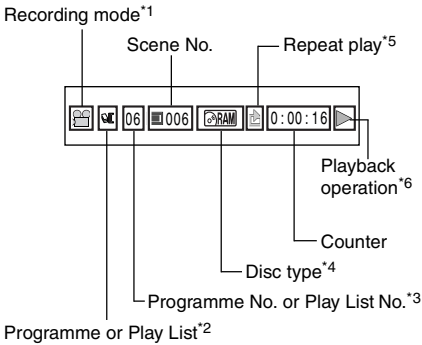 Recording mode*1
Scene No.
Repeat play*5
06 006 RAM 0:00:16
Playback
operation*6
Counter
Disc type*4
Programme No. or Play List No.*3
Programme or Play List*2